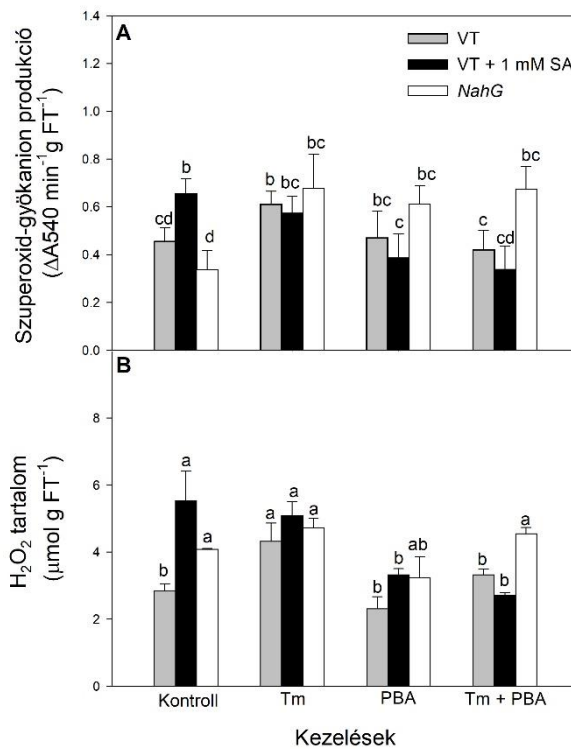 A
VT
VT + 1 mM SA
NahG
Szuperoxid-gyökanion produkció
(ΔA540 min⁻¹g FT⁻¹)
1.4
1.2
1.0
0.8
0.6
0.4
0.2
0.0
cd b d
b bc bc
bc c bc
c cd bc
B
H₂O₂ tartalom
(μmol g FT⁻¹)
8
6
4
2
0
b a a
a a a
b b ab
b b a
Kontroll Tm PBA Tm + PBA
Kezelések